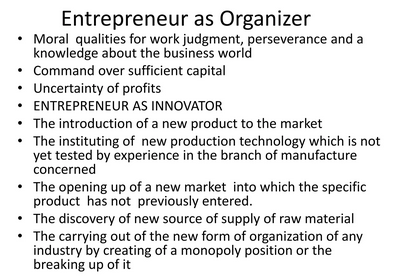 Entrepreneur as Organizer
• Moral qualities for work judgment, perseverance and a
knowledge about the business world
• Command over sufficient capital
• Uncertainty of profits
• ENTREPRENEUR AS INNOVATOR
• The introduction of a new product to the market
• The instituting of new production technology which is not
yet tested by experience in the branch of manufacture
concerned
• The opening up of a new market into which the specific
product has not previously entered.
• The discovery of new source of supply of raw material
• The carrying out of the new form of organization of any
industry by creating of a monopoly position or the
breaking up of it